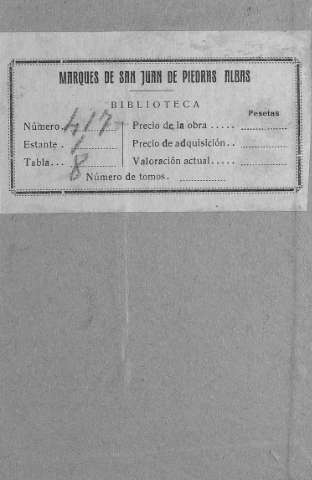 MARQUES DE SAN JUAN DE PIEDRAS ALBAS
BIBLIOTECA
Pesetas
Número 417 Precio de la obra .....
Estante . 1 Precio de adquisición..
Tabla... 8 Valoración actual.....
Número de tomos.